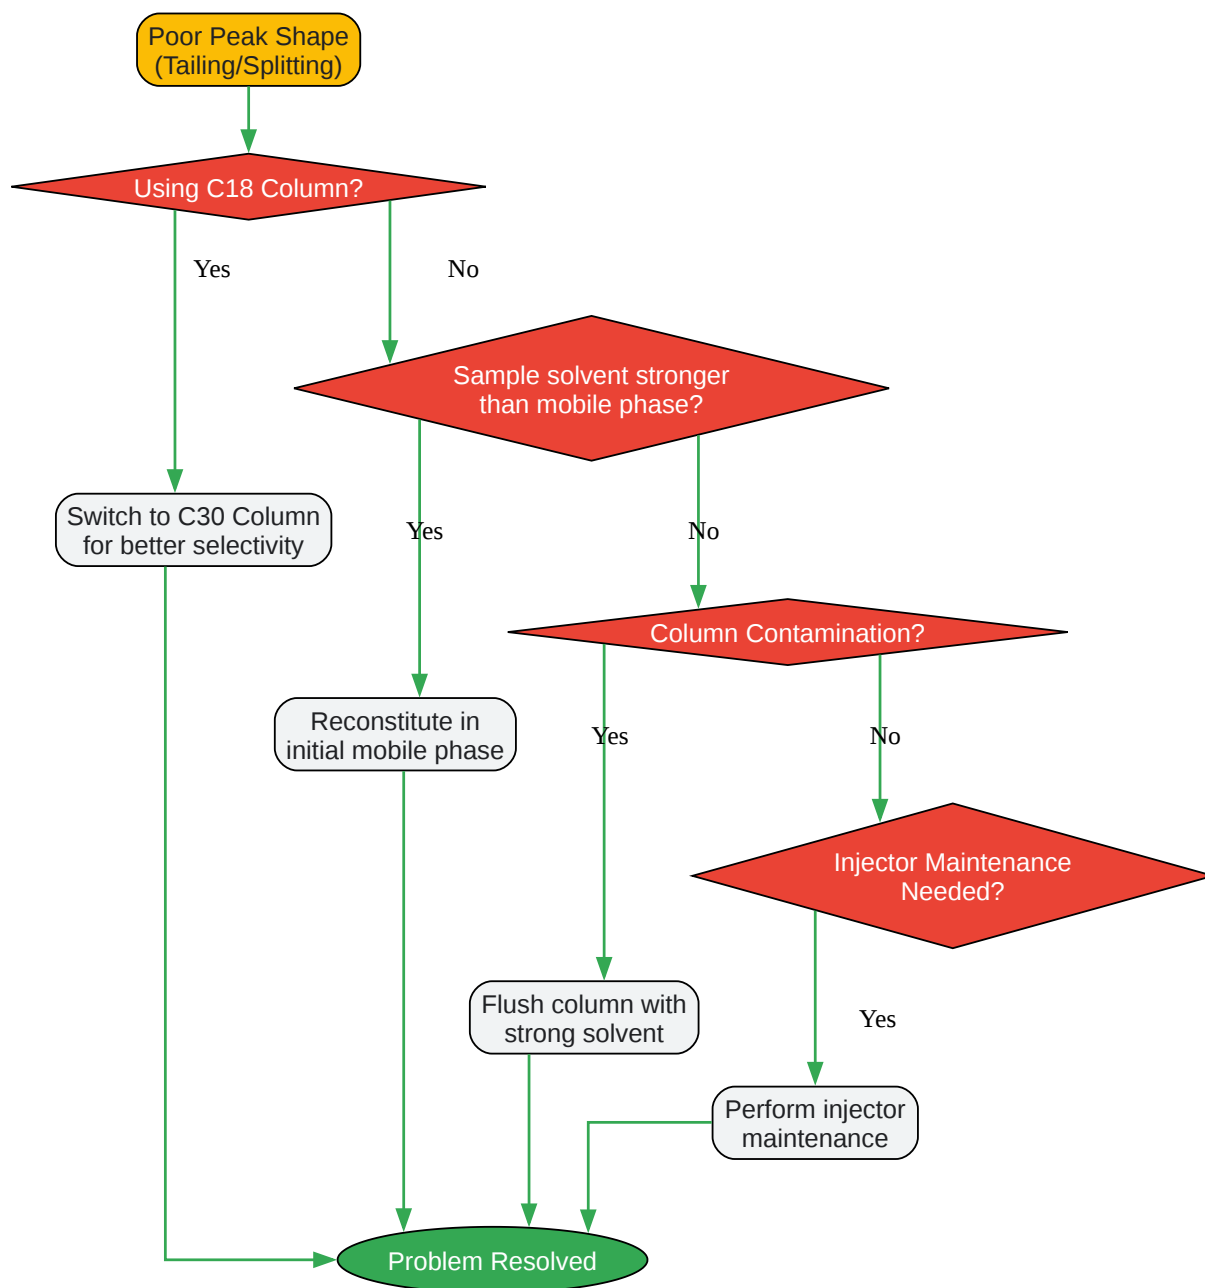 Poor Peak Shape
(Tailing/Splitting)
Using C18 Column?
Yes
No
Sample solvent stronger
than mobile phase?
Switch to C30 Column
for better selectivity
Yes
No
Column Contamination?
Reconstitute in
initial mobile phase
Yes
No
Injector Maintenance
Needed?
Flush column with
strong solvent
Yes
Perform injector
maintenance
Problem Resolved